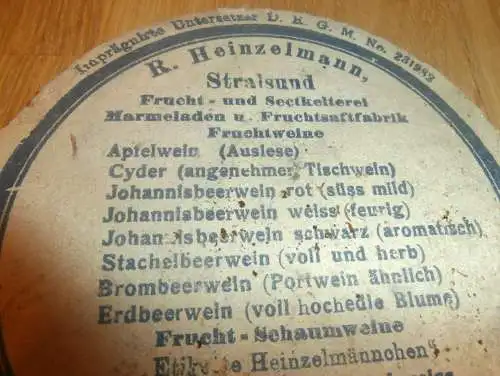 Imprägnirte Untersetzer D. R. G. M. No. 231982
R. Heinzelmann,
Stralsund
Frucht- und Sectkelterei
Marmeladen u. Fruchtsaftfabrik
Fruchtweine
Apfelwein (Auslese)
Cyder (angenehmer Tischwein)
Johannisbeerwein rot (süss mild)
Johannisbeerwein weiss (feurig)
Johannisbeerwein schwarz (aromatisch)
Stachelbeerwein (voll und herb)
Brombeerwein (Portwein ähnlich)
Erdbeerwein (voll hochedle Blume)
Frucht-Schaumweine
Heinzelmännchen"